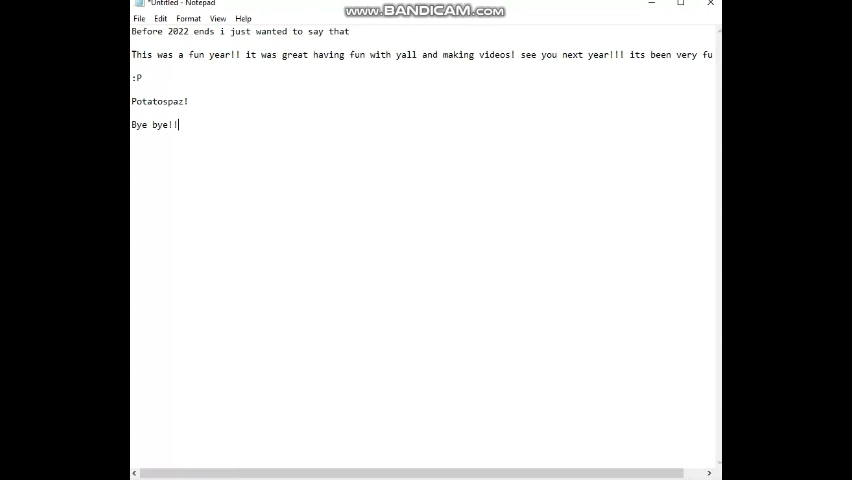 *Untitled - Notepad
www.BANDICAM.com
File Edit Format View Help
Before 2022 ends i just wanted to say that
This was a fun year!! it was great having fun with yall and making videos! see you next year!!! its been very fu
:P
Potatospaz!
Bye bye!!